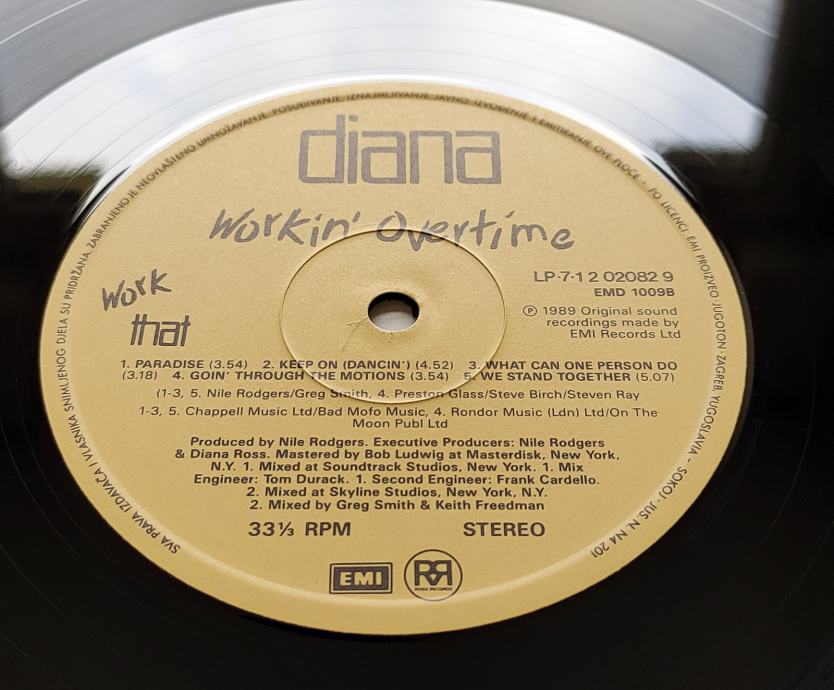 SVA PRAVA IZDAVAČA I VLASNIKA SNIMLJENOG DJELA SU PRIDRŽANA. ZABRANJENO JE NEOVLAŠTENO UMNOŽAVANJE, POSUĐIVANJE, IZNAJMLJIVANJE, JAVNO IZVOĐENJE I EMITIRANJE OVE PLOČE - PO LICENCI EMI PROIZVEO JUGOTON · ZAGREB, YUGOSLAVIA - SOKOJ · JUS. N. N4 201
diana
Workin' Overtime
LP-7-1 2 02082 9
EMD 1009B
℗ 1989 Original sound
recordings made by
EMI Records Ltd
Work
that
1. PARADISE (3.54) 2. KEEP ON (DANCIN') (4.52) 3. WHAT CAN ONE PERSON DO
(3.18) 4. GOIN' THROUGH THE MOTIONS (3.54) 5. WE STAND TOGETHER (5.07)
(1-3, 5. Nile Rodgers/Greg Smith, 4. Preston Glass/Steve Birch/Steven Ray
1-3, 5. Chappell Music Ltd/Bad Mofo Music, 4. Rondor Music (Ldn) Ltd/On The
Moon Publ Ltd
Produced by Nile Rodgers. Executive Producers: Nile Rodgers
& Diana Ross. Mastered by Bob Ludwig at Masterdisk, New York,
N.Y. 1. Mixed at Soundtrack Studios, New York. 1. Mix
Engineer: Tom Durack. 1. Second Engineer: Frank Cardello.
2. Mixed at Skyline Studios, New York, N.Y.
2. Mixed by Greg Smith & Keith Freedman
33⅓ RPM STEREO
EMI RR
ROSS RECORDS